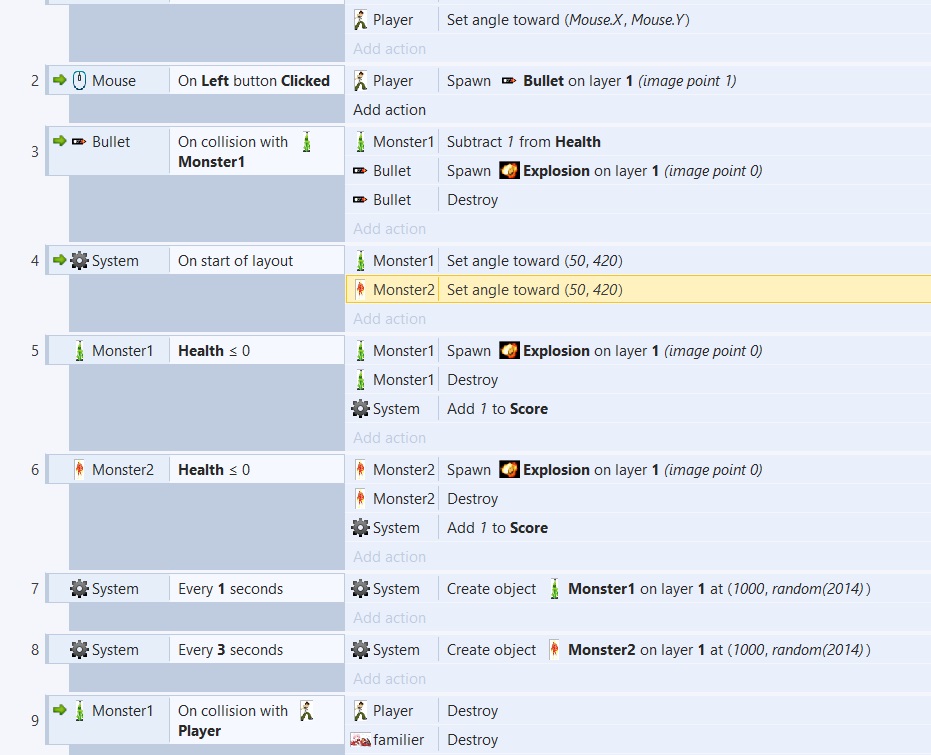 Player Set angle toward (Mouse.X, Mouse.Y)
Add action
2 Mouse On Left button Clicked Player Spawn Bullet on layer 1 (image point 1)
Add action
3 Bullet On collision with Monster1 Monster1 Subtract 1 from Health
Bullet Spawn Explosion on layer 1 (image point 0)
Bullet Destroy
Add action
4 System On start of layout Monster1 Set angle toward (50, 420)
Monster2 Set angle toward (50, 420)
Add action
5 Monster1 Health ≤ 0 Monster1 Spawn Explosion on layer 1 (image point 0)
Monster1 Destroy
System Add 1 to Score
Add action
6 Monster2 Health ≤ 0 Monster2 Spawn Explosion on layer 1 (image point 0)
Monster2 Destroy
System Add 1 to Score
Add action
7 System Every 1 seconds System Create object Monster1 on layer 1 at (1000, random(2014))
Add action
8 System Every 3 seconds System Create object Monster2 on layer 1 at (1000, random(2014))
Add action
9 Monster1 On collision with Player Player Destroy
familier Destroy